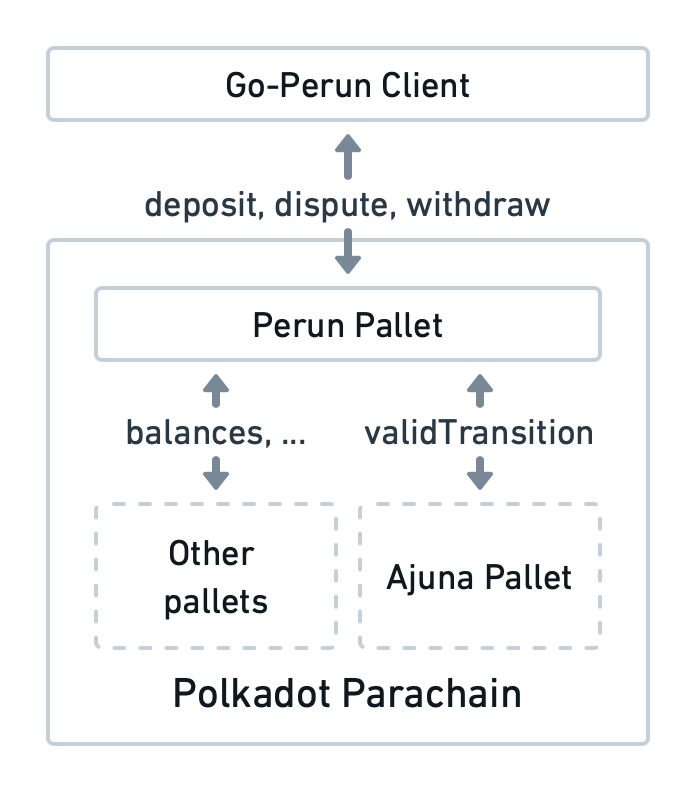 Go-Perun Client
deposit, dispute, withdraw
Perun Pallet
balances, ...
validTransition
Other
pallets
Ajuna Pallet
Polkadot Parachain